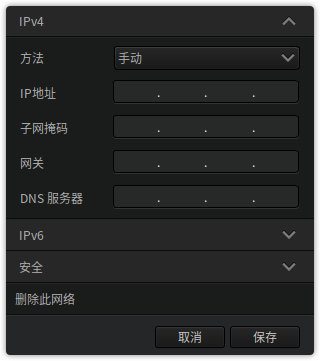 IPv4
方法 手动
IP地址 . . .
子网掩码 . . .
网关 . . .
DNS 服务器 . . .
IPv6
安全
删除此网络
取消 保存